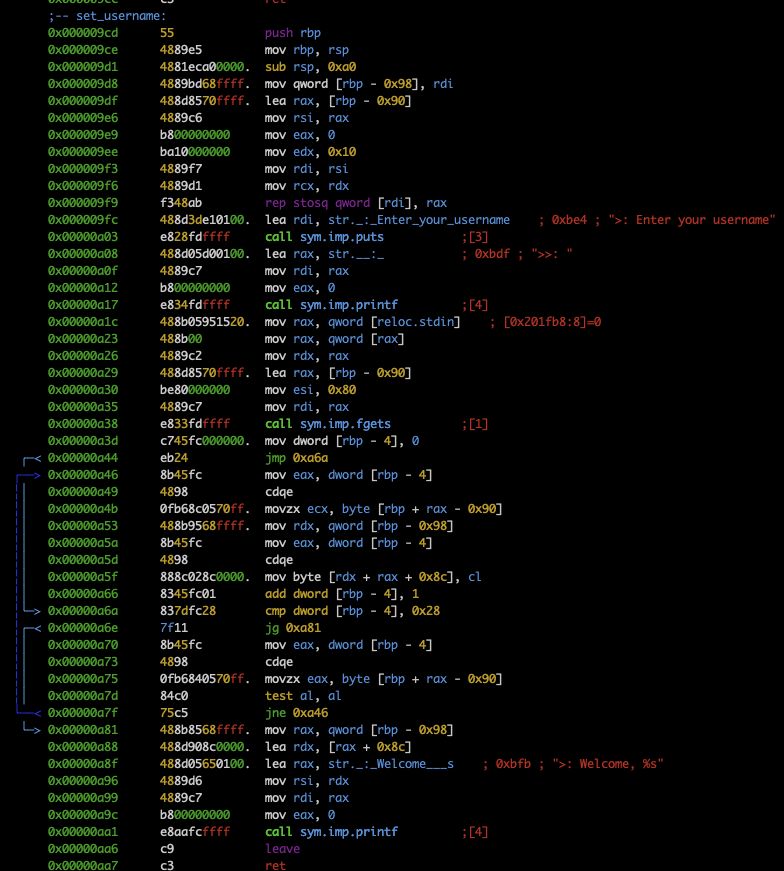 ret
;-- set_username:
0x000009cd 55 push rbp
0x000009ce 4889e5 mov rbp, rsp
0x000009d1 4881eca00000. sub rsp, 0xa0
0x000009d8 4889bd68ffff. mov qword [rbp - 0x98], rdi
0x000009df 488d8570ffff. lea rax, [rbp - 0x90]
0x000009e6 4889c6 mov rsi, rax
0x000009e9 b800000000 mov eax, 0
0x000009ee ba10000000 mov edx, 0x10
0x000009f3 4889f7 mov rdi, rsi
0x000009f6 4889d1 mov rcx, rdx
0x000009f9 f348ab rep stosq qword [rdi], rax
0x000009fc 488d3de10100. lea rdi, str._:_Enter_your_username ; 0xbe4 ; ">: Enter your username"
0x00000a03 e828fdffff call sym.imp.puts ;[3]
0x00000a08 488d05d00100. lea rax, str.__:_ ; 0xbdf ; ">>: "
0x00000a0f 4889c7 mov rdi, rax
0x00000a12 b800000000 mov eax, 0
0x00000a17 e834fdffff call sym.imp.printf ;[4]
0x00000a1c 488b05951520. mov rax, qword [reloc.stdin] ; [0x201fb8:8]=0
0x00000a23 488b00 mov rax, qword [rax]
0x00000a26 4889c2 mov rdx, rax
0x00000a29 488d8570ffff. lea rax, [rbp - 0x90]
0x00000a30 be80000000 mov esi, 0x80
0x00000a35 4889c7 mov rdi, rax
0x00000a38 e833fdffff call sym.imp.fgets ;[1]
0x00000a3d c745fc000000. mov dword [rbp - 4], 0
0x00000a44 eb24 jmp 0xa6a
0x00000a46 8b45fc mov eax, dword [rbp - 4]
0x00000a49 4898 cdqe
0x00000a4b 0fb68c0570ff. movzx ecx, byte [rbp + rax - 0x90]
0x00000a53 488b9568ffff. mov rdx, qword [rbp - 0x98]
0x00000a5a 8b45fc mov eax, dword [rbp - 4]
0x00000a5d 4898 cdqe
0x00000a5f 888c028c0000. mov byte [rdx + rax + 0x8c], cl
0x00000a66 8345fc01 add dword [rbp - 4], 1
0x00000a6a 837dfc28 cmp dword [rbp - 4], 0x28
0x00000a6e 7f11 jg 0xa81
0x00000a70 8b45fc mov eax, dword [rbp - 4]
0x00000a73 4898 cdqe
0x00000a75 0fb6840570ff. movzx eax, byte [rbp + rax - 0x90]
0x00000a7d 84c0 test al, al
0x00000a7f 75c5 jne 0xa46
0x00000a81 488b8568ffff. mov rax, qword [rbp - 0x98]
0x00000a88 488d908c0000. lea rdx, [rax + 0x8c]
0x00000a8f 488d05650100. lea rax, str._:_Welcome___s ; 0xbfb ; ">: Welcome, %s"
0x00000a96 4889d6 mov rsi, rdx
0x00000a99 4889c7 mov rdi, rax
0x00000a9c b800000000 mov eax, 0
0x00000aa1 e8aafcffff call sym.imp.printf ;[4]
0x00000aa6 c9 leave
0x00000aa7 c3 ret